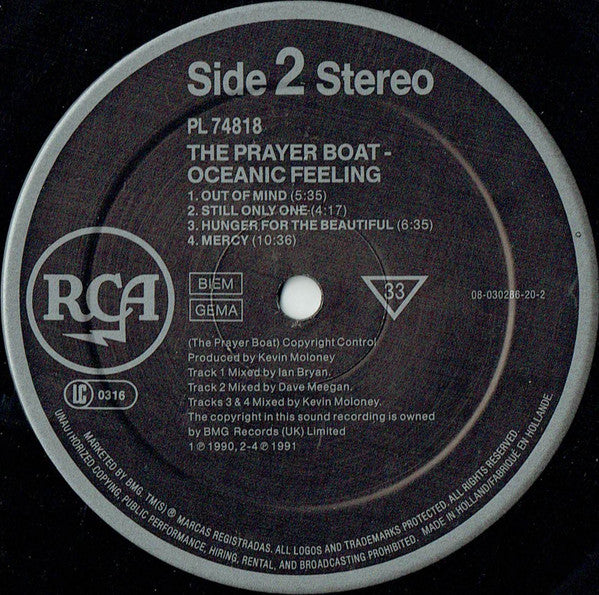 Side 2 Stereo
PL 74818
THE PRAYER BOAT -
OCEANIC FEELING
1. OUT OF MIND (5:35)
2. STILL ONLY ONE (4:17)
3. HUNGER FOR THE BEAUTIFUL (6:35)
4. MERCY (10:36)
RCA
BIEM
GEMA
33
08-030286-20-2
(The Prayer Boat) Copyright Control
Produced by Kevin Moloney
Track 1 Mixed by Ian Bryan.
Track 2 Mixed by Dave Meegan.
Tracks 3 & 4 Mixed by Kevin Moloney.
The copyright in this sound recording is owned
by BMG Records (UK) Limited
1 ℗ 1990, 2-4 ℗ 1991
LC 0316
MARKETED BY BMG. TM(S) ® MARCAS REGISTRADAS. ALL LOGOS AND TRADEMARKS PROTECTED. ALL RIGHTS RESERVED.
UNAUTHORIZED COPYING, PUBLIC PERFORMANCE, HIRING, RENTAL, AND BROADCASTING PROHIBITED. MADE IN HOLLAND/FABRIQUÉ EN HOLLANDE